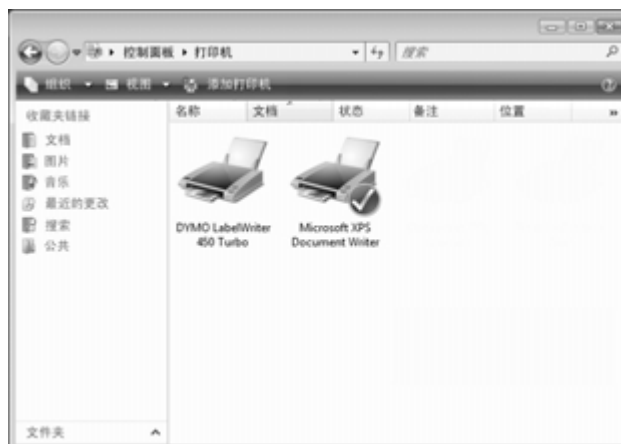 控制面板 ▸ 打印机
搜索
组织 视图 添加打印机
收藏夹链接
文档
图片
音乐
最近的更改
搜索
公共
文件夹
名称 文档 状态 备注 位置 »
DYMO LabelWriter
450 Turbo
Microsoft XPS
Document Writer